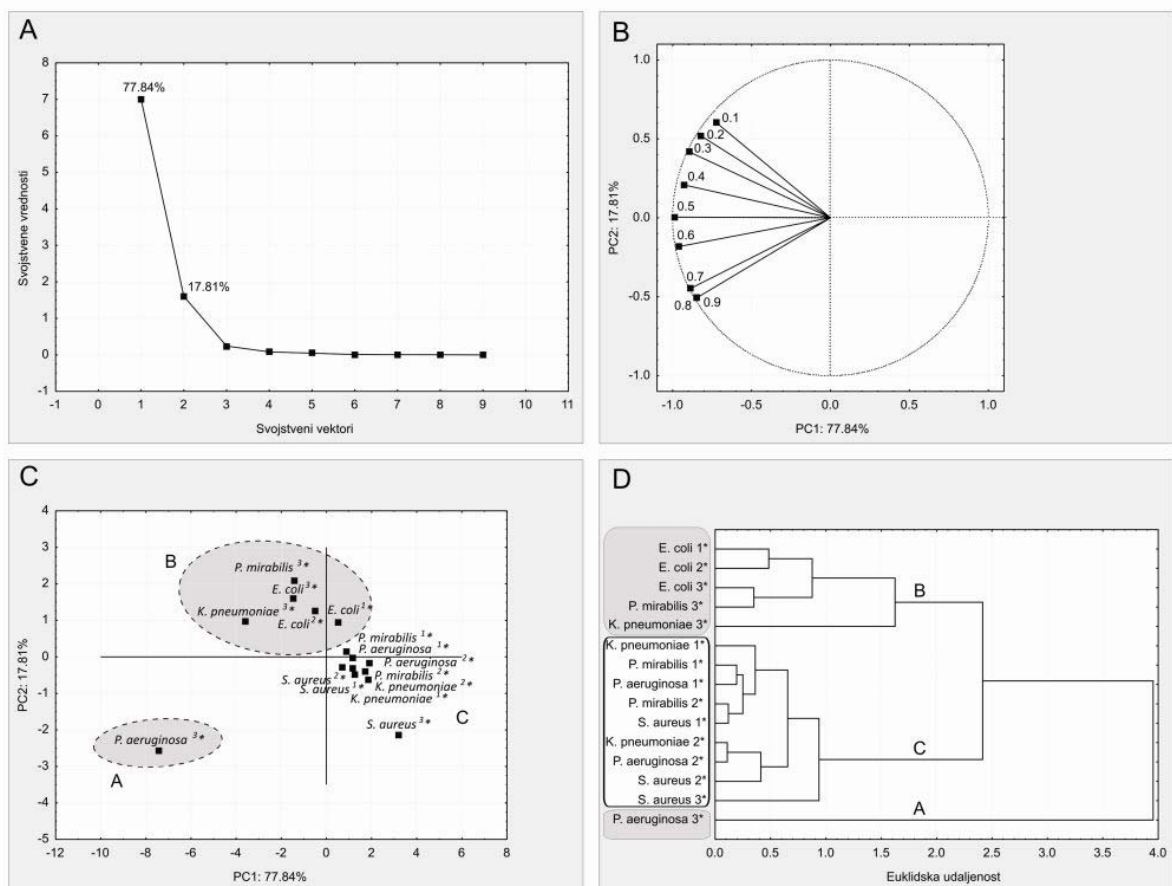 A
8
7
6
5
4
3
2
1
0
-1
77.84%
17.81%
Svojstvene vrednosti
-1 0 1 2 3 4 5 6 7 8 9 10 11
Svojstveni vektori
B
1.0
0.5
0.0
-0.5
-1.0
0.1
0.2
0.3
0.4
0.5
0.6
0.7
0.8 0.9
PC2: 17.81%
-1.0 -0.5 0.0 0.5 1.0
PC1: 77.84%
C
4
3
2
1
0
-1
-2
-3
-4
-5
B
P. mirabilis 3*
E. coli 3*
K. pneumoniae 3*
E. coli 1*
E. coli 2*
P. mirabilis 1*
P. aeruginosa 1*
P. aeruginosa 2*
S. aureus 2*
P. mirabilis 2*
S. aureus 1*
K. pneumoniae 2*
K. pneumoniae 1*
S. aureus 3*
C
P. aeruginosa 3*
A
PC2: 17.81%
-12 -10 -8 -6 -4 -2 0 2 4 6 8
PC1: 77.84%
D
E. coli 1*
E. coli 2*
E. coli 3*
P. mirabilis 3*
K. pneumoniae 3*
K. pneumoniae 1*
P. mirabilis 1*
P. aeruginosa 1*
P. mirabilis 2*
S. aureus 1*
K. pneumoniae 2*
P. aeruginosa 2*
S. aureus 2*
S. aureus 3*
P. aeruginosa 3*
B
C
A
0.0 0.5 1.0 1.5 2.0 2.5 3.0 3.5 4.0
Euklidska udaljenost